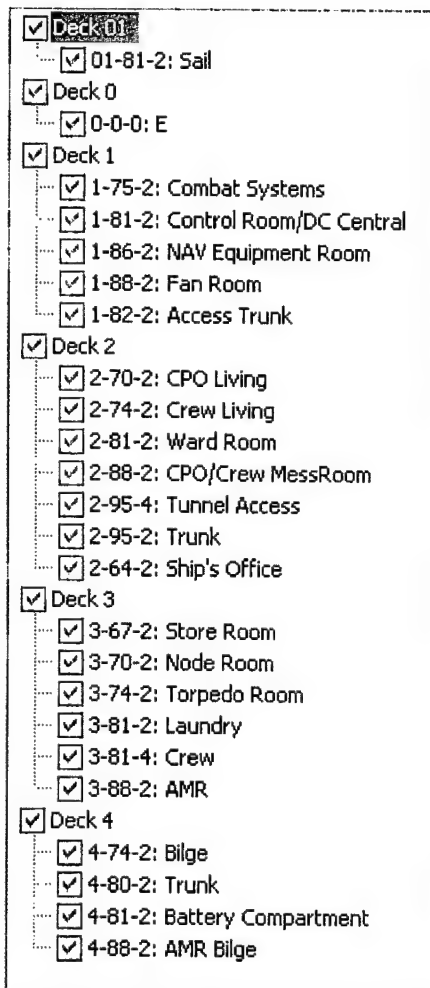 Deck 01
01-81-2: Sail
Deck 0
0-0-0: E
Deck 1
1-75-2: Combat Systems
1-81-2: Control Room/DC Central
1-86-2: NAV Equipment Room
1-88-2: Fan Room
1-82-2: Access Trunk
Deck 2
2-70-2: CPO Living
2-74-2: Crew Living
2-81-2: Ward Room
2-88-2: CPO/Crew MessRoom
2-95-4: Tunnel Access
2-95-2: Trunk
2-64-2: Ship's Office
Deck 3
3-67-2: Store Room
3-70-2: Node Room
3-74-2: Torpedo Room
3-81-2: Laundry
3-81-4: Crew
3-88-2: AMR
Deck 4
4-74-2: Bilge
4-80-2: Trunk
4-81-2: Battery Compartment
4-88-2: AMR Bilge